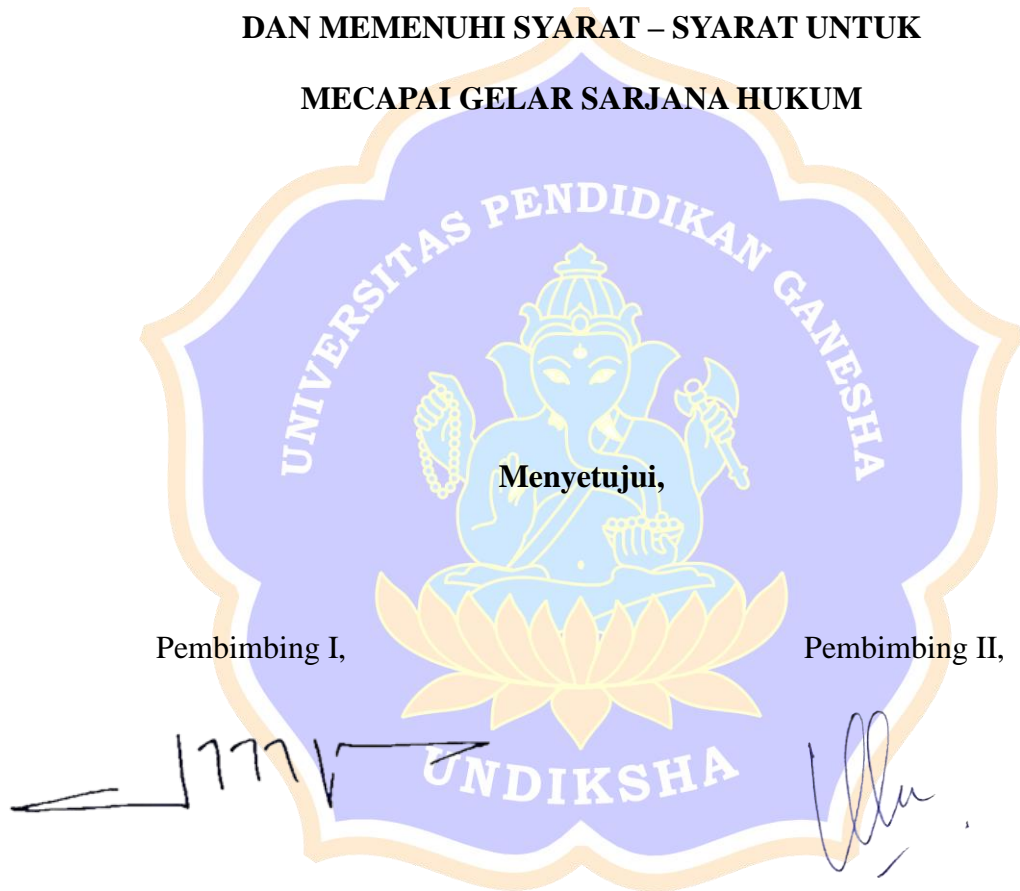 DAN MEMENUHI SYARAT – SYARAT UNTUK
MECAPAI GELAR SARJANA HUKUM
UNIVERSITAS PENDIDIKAN GANESHA
Menyetujui,
Pembimbing I,
Pembimbing II,
UNDIKSHA